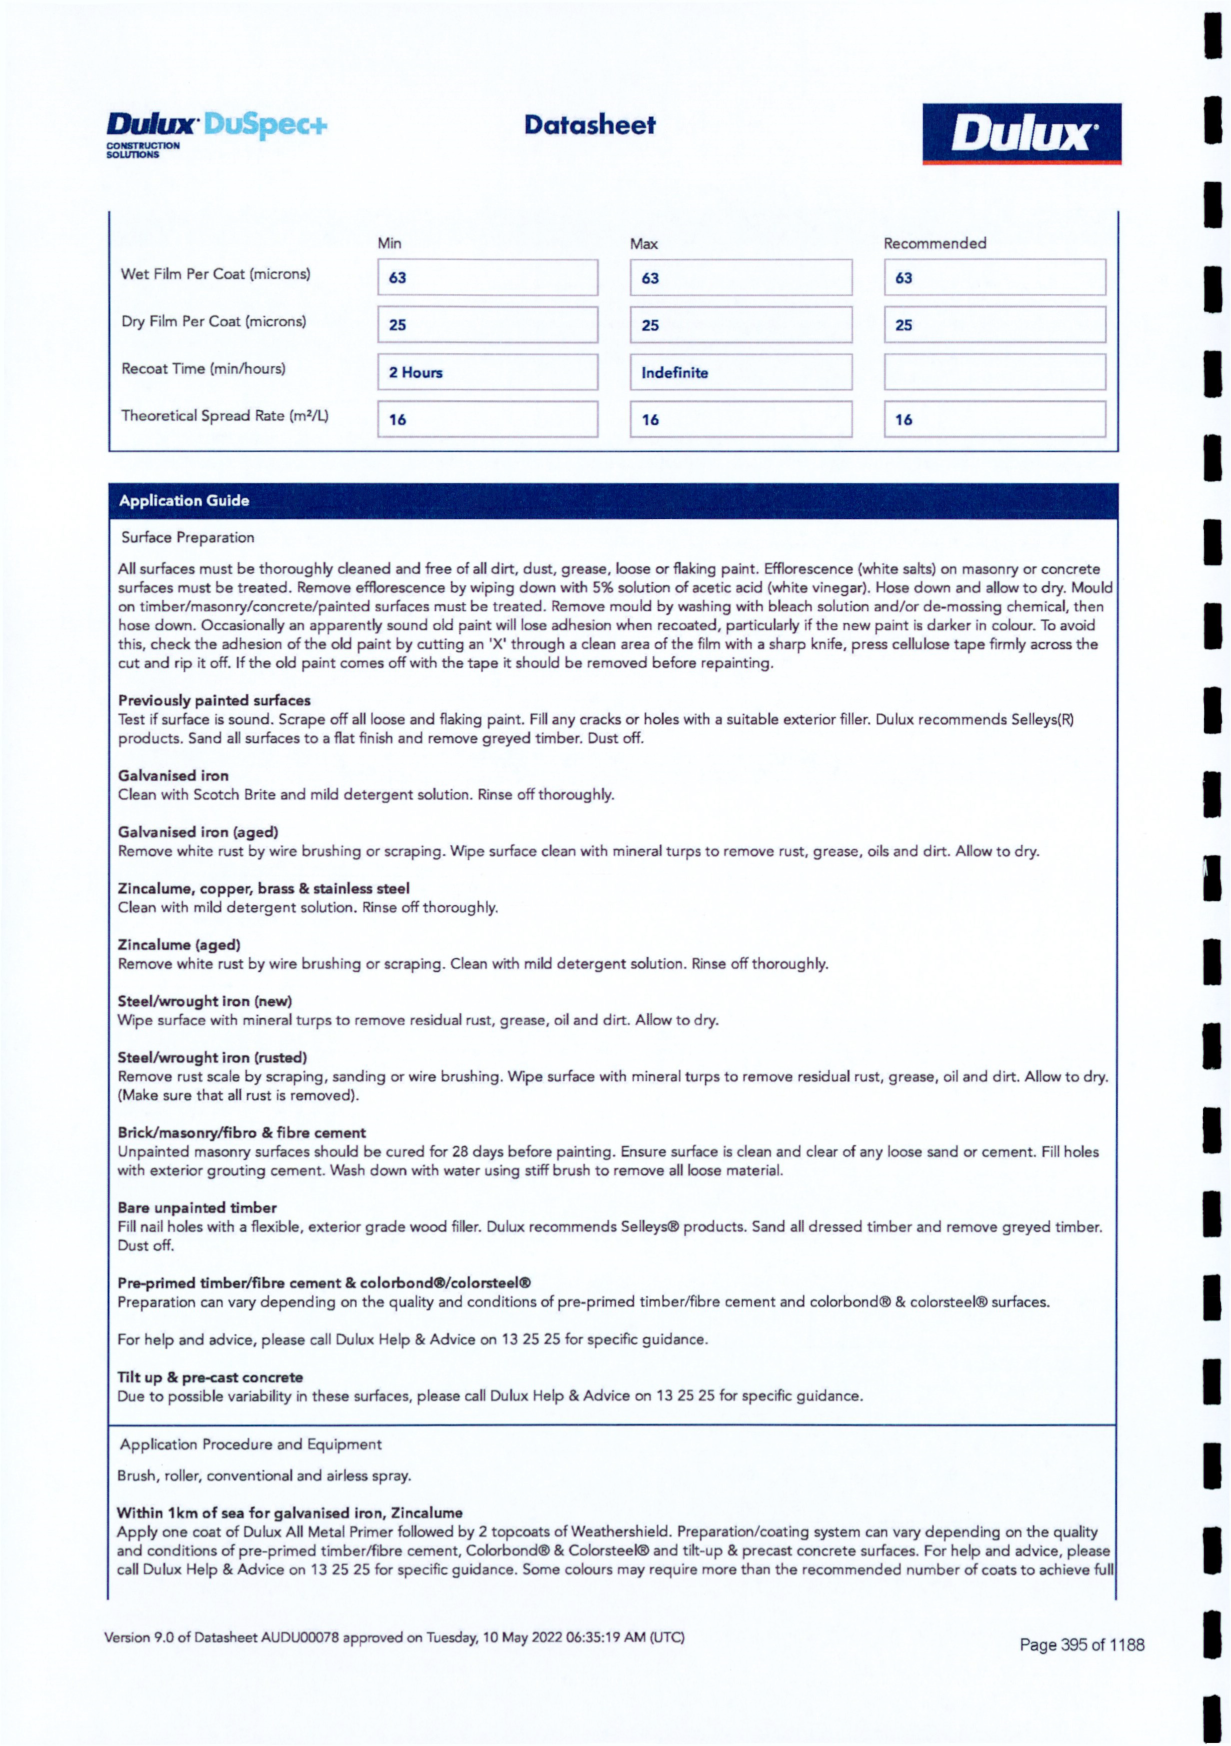 Dulux DuSpec+
CONSTRUCTION
SOLUTIONS
Datasheet
Dulux
Min Max Recommended
Wet Film Per Coat (microns) 63 63 63
Dry Film Per Coat (microns) 25 25 25
Recoat Time (min/hours) 2 Hours Indefinite
Theoretical Spread Rate (m²/L) 16 16 16
Application Guide
Surface Preparation
All surfaces must be thoroughly cleaned and free of all dirt, dust, grease, loose or flaking paint. Efflorescence (white salts) on masonry or concrete
surfaces must be treated. Remove efflorescence by wiping down with 5% solution of acetic acid (white vinegar). Hose down and allow to dry. Mould
on timber/masonry/concrete/painted surfaces must be treated. Remove mould by washing with bleach solution and/or de-mossing chemical, then
hose down. Occasionally an apparently sound old paint will lose adhesion when recoated, particularly if the new paint is darker in colour. To avoid
this, check the adhesion of the old paint by cutting an 'X' through a clean area of the film with a sharp knife, press cellulose tape firmly across the
cut and rip it off. If the old paint comes off with the tape it should be removed before repainting.
Previously painted surfaces
Test if surface is sound. Scrape off all loose and flaking paint. Fill any cracks or holes with a suitable exterior filler. Dulux recommends Selleys(R)
products. Sand all surfaces to a flat finish and remove greyed timber. Dust off.
Galvanised iron
Clean with Scotch Brite and mild detergent solution. Rinse off thoroughly.
Galvanised iron (aged)
Remove white rust by wire brushing or scraping. Wipe surface clean with mineral turps to remove rust, grease, oils and dirt. Allow to dry.
Zincalume, copper, brass & stainless steel
Clean with mild detergent solution. Rinse off thoroughly.
Zincalume (aged)
Remove white rust by wire brushing or scraping. Clean with mild detergent solution. Rinse off thoroughly.
Steel/wrought iron (new)
Wipe surface with mineral turps to remove residual rust, grease, oil and dirt. Allow to dry.
Steel/wrought iron (rusted)
Remove rust scale by scraping, sanding or wire brushing. Wipe surface with mineral turps to remove residual rust, grease, oil and dirt. Allow to dry.
(Make sure that all rust is removed).
Brick/masonry/fibro & fibre cement
Unpainted masonry surfaces should be cured for 28 days before painting. Ensure surface is clean and clear of any loose sand or cement. Fill holes
with exterior grouting cement. Wash down with water using stiff brush to remove all loose material.
Bare unpainted timber
Fill nail holes with a flexible, exterior grade wood filler. Dulux recommends Selleys® products. Sand all dressed timber and remove greyed timber.
Dust off.
Pre-primed timber/fibre cement & colorbond®/colorsteel®
Preparation can vary depending on the quality and conditions of pre-primed timber/fibre cement and colorbond® & colorsteel® surfaces.
For help and advice, please call Dulux Help & Advice on 13 25 25 for specific guidance.
Tilt up & pre-cast concrete
Due to possible variability in these surfaces, please call Dulux Help & Advice on 13 25 25 for specific guidance.
Application Procedure and Equipment
Brush, roller, conventional and airless spray.
Within 1km of sea for galvanised iron, Zincalume
Apply one coat of Dulux All Metal Primer followed by 2 topcoats of Weathershield. Preparation/coating system can vary depending on the quality
and conditions of pre-primed timber/fibre cement, Colorbond® & Colorsteel® and tilt-up & precast concrete surfaces. For help and advice, please
call Dulux Help & Advice on 13 25 25 for specific guidance. Some colours may require more than the recommended number of coats to achieve full
Version 9.0 of Datasheet AUDU00078 approved on Tuesday, 10 May 2022 06:35:19 AM (UTC)
Page 395 of 1188